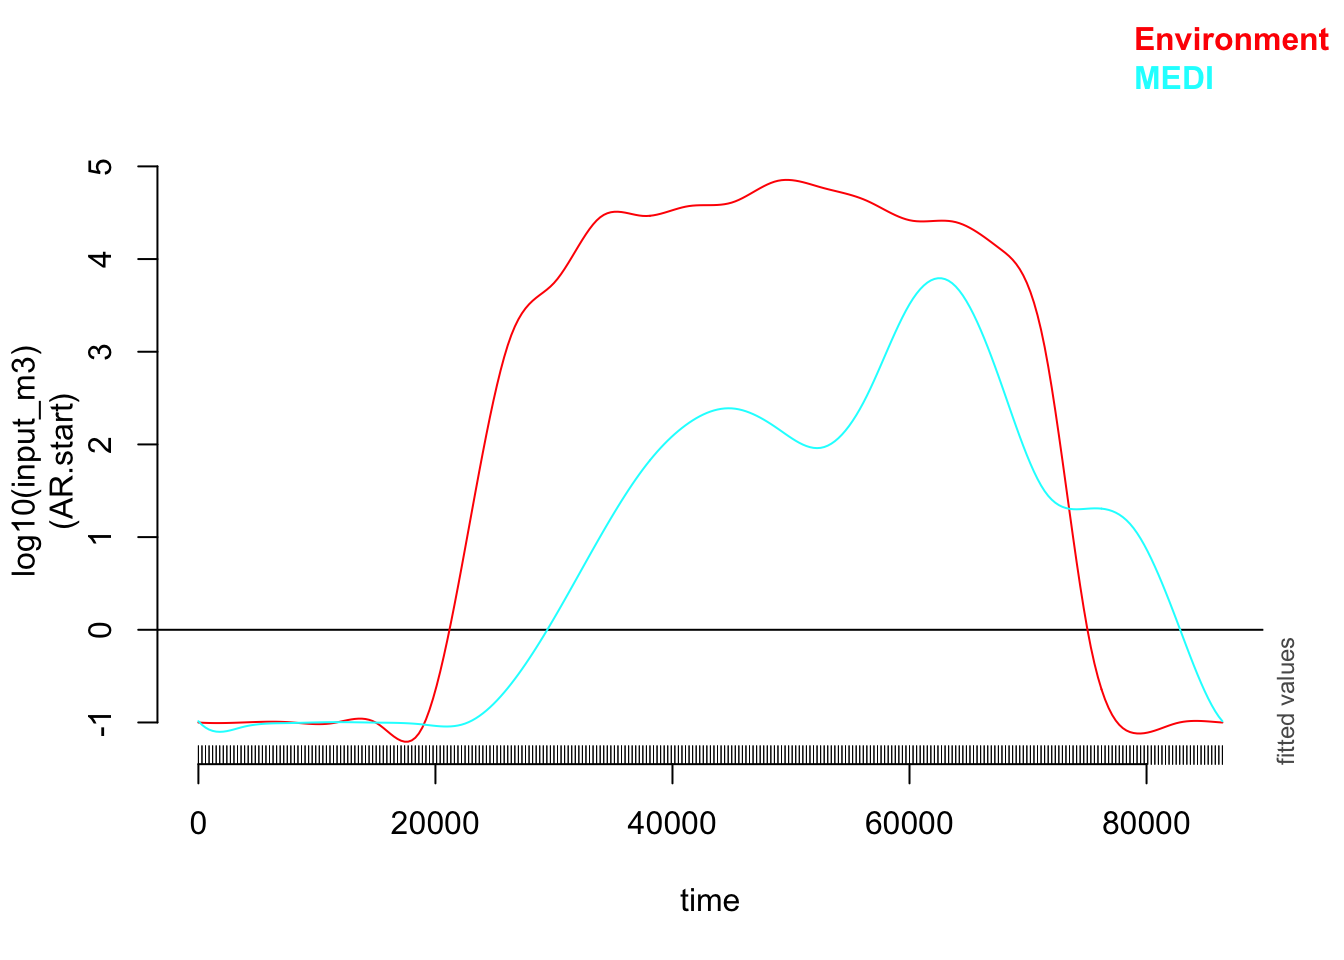 Environment
MEDI
log10(input_m3)
(AR.start)
5
4
3
2
1
0
-1
fitted values
0 20000 40000 60000 80000
time